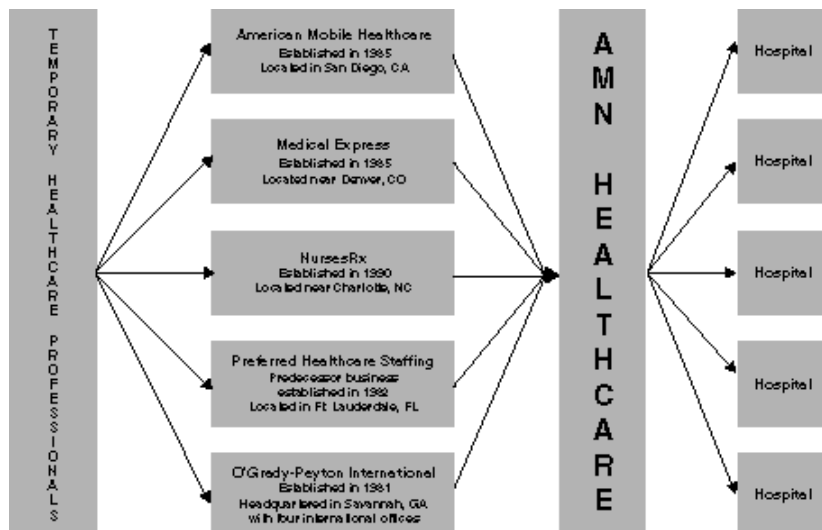 TEMPORARY HEALTHCARE PROFESSIONALS
American Mobile Healthcare
Established in 1985
Located in San Diego, CA
Medical Express
Established in 1985
Located near Denver, CO
NursesRx
Established in 1990
Located near Charlotte, NC
Preferred Healthcare Staffing
Predecessor business
established in 1982
Located in Ft. Lauderdale, FL
O'Grady-Peyton International
Established in 1981
Headquartered in Savannah, GA
with four international offices
AMN HEALTHCARE
Hospital
Hospital
Hospital
Hospital
Hospital